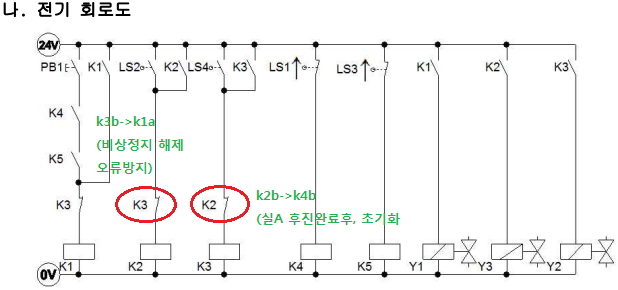 나. 전기 회로도
24V
PB1 K1 LS2 K2 LS4 K3 LS1 LS3 K1 K2 K3
K4
k3b->k1a
(비상정지 해제
오류방지)
K5
k2b->k4b
(실A 후진완료후, 초기화
K3 K3 K2
K1 K2 K3 K4 K5 Y1 Y3 Y2
0V